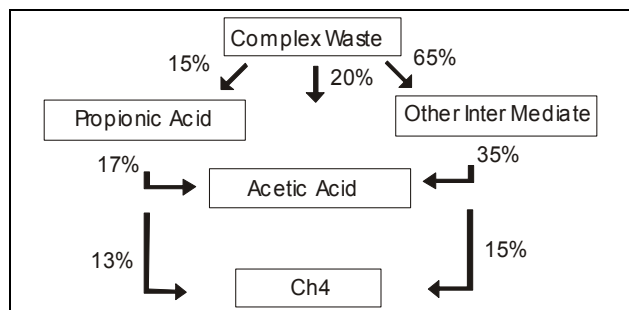 Complex Waste
15%
20%
65%
Propionic Acid
Other Inter Mediate
17%
35%
Acetic Acid
13%
15%
Ch4